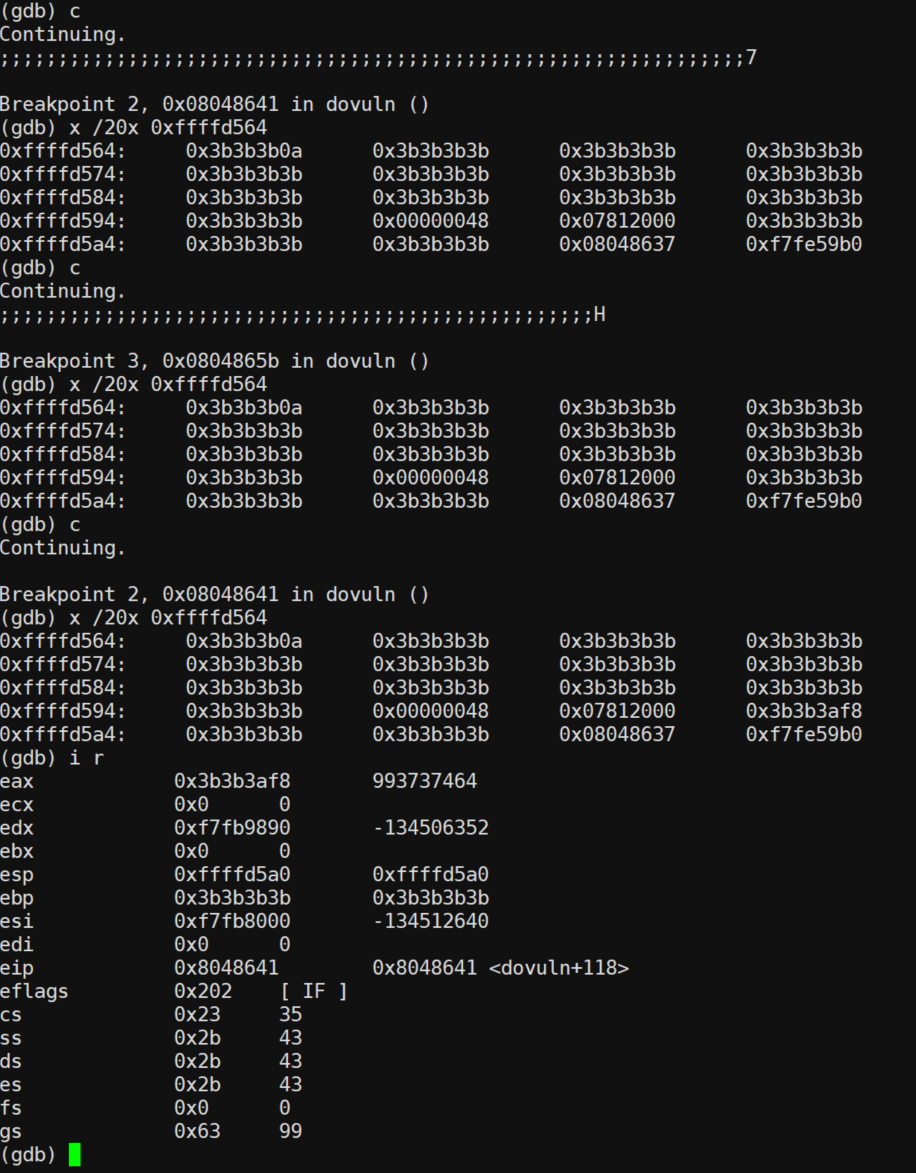 (gdb) c
Continuing.
;;;;;;;;;;;;;;;;;;;;;;;;;;;;;;;;;;;;;;;;;;;;;;;;;;;;;;;;;;;;;;;;7
Breakpoint 2, 0x08048641 in dovuln ()
(gdb) x /20x 0xffffd564
0xffffd564: 0x3b3b3b0a 0x3b3b3b3b 0x3b3b3b3b 0x3b3b3b3b
0xffffd574: 0x3b3b3b3b 0x3b3b3b3b 0x3b3b3b3b 0x3b3b3b3b
0xffffd584: 0x3b3b3b3b 0x3b3b3b3b 0x3b3b3b3b 0x3b3b3b3b
0xffffd594: 0x3b3b3b3b 0x00000048 0x07812000 0x3b3b3b3b
0xffffd5a4: 0x3b3b3b3b 0x3b3b3b3b 0x08048637 0xf7fe59b0
(gdb) c
Continuing.
;;;;;;;;;;;;;;;;;;;;;;;;;;;;;;;;;;;;;;;;;;;;;;;;;;;H
Breakpoint 3, 0x0804865b in dovuln ()
(gdb) x /20x 0xffffd564
0xffffd564: 0x3b3b3b0a 0x3b3b3b3b 0x3b3b3b3b 0x3b3b3b3b
0xffffd574: 0x3b3b3b3b 0x3b3b3b3b 0x3b3b3b3b 0x3b3b3b3b
0xffffd584: 0x3b3b3b3b 0x3b3b3b3b 0x3b3b3b3b 0x3b3b3b3b
0xffffd594: 0x3b3b3b3b 0x00000048 0x07812000 0x3b3b3b3b
0xffffd5a4: 0x3b3b3b3b 0x3b3b3b3b 0x08048637 0xf7fe59b0
(gdb) c
Continuing.
Breakpoint 2, 0x08048641 in dovuln ()
(gdb) x /20x 0xffffd564
0xffffd564: 0x3b3b3b0a 0x3b3b3b3b 0x3b3b3b3b 0x3b3b3b3b
0xffffd574: 0x3b3b3b3b 0x3b3b3b3b 0x3b3b3b3b 0x3b3b3b3b
0xffffd584: 0x3b3b3b3b 0x3b3b3b3b 0x3b3b3b3b 0x3b3b3b3b
0xffffd594: 0x3b3b3b3b 0x00000048 0x07812000 0x3b3b3af8
0xffffd5a4: 0x3b3b3b3b 0x3b3b3b3b 0x08048637 0xf7fe59b0
(gdb) i r
eax 0x3b3b3af8 993737464
ecx 0x0 0
edx 0xf7fb9890 -134506352
ebx 0x0 0
esp 0xffffd5a0 0xffffd5a0
ebp 0x3b3b3b3b 0x3b3b3b3b
esi 0xf7fb8000 -134512640
edi 0x0 0
eip 0x8048641 0x8048641 <dovuln+118>
eflags 0x202 [ IF ]
cs 0x23 35
ss 0x2b 43
ds 0x2b 43
es 0x2b 43
fs 0x0 0
gs 0x63 99
(gdb)